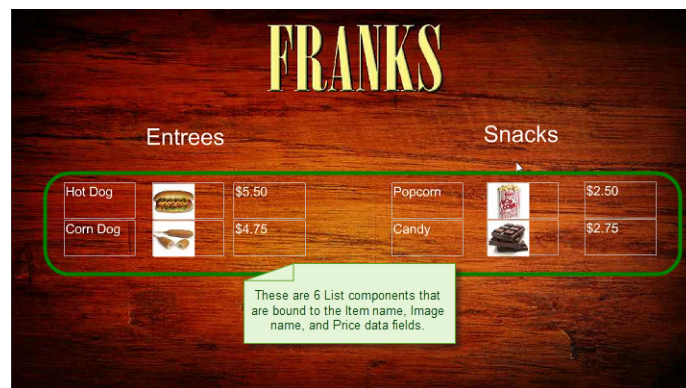 FRANKS
Entrees
Snacks
Hot Dog
$5.50
Popcorn
$2.50
Corn Dog
$4.75
Candy
$2.75
These are 6 List components that
are bound to the Item name, Image
name, and Price data fields.